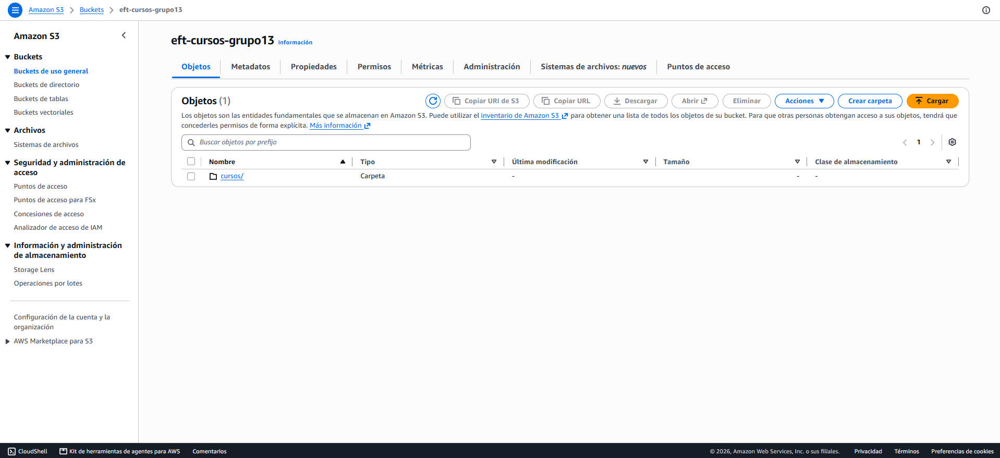 Amazon S3 > Buckets > eft-cursos-grupo13
Amazon S3
Buckets
Buckets de uso general
Buckets de directorio
Buckets de tablas
Buckets vectoriales
Archivos
Sistemas de archivos
Seguridad y administración de
acceso
Puntos de acceso
Puntos de acceso para FSx
Concesiones de acceso
Analizador de acceso de IAM
Información y administración
de almacenamiento
Storage Lens
Operaciones por lotes
Configuración de la cuenta y la
organización
AWS Marketplace para S3
eft-cursos-grupo13 Información
Objetos Metadatos Propiedades Permisos Métricas Administración Sistemas de archivos: nuevos Puntos de acceso
Objetos (1) Copiar URI de S3 Copiar URL Descargar Abrir Eliminar Acciones Crear carpeta Cargar
Los objetos son las entidades fundamentales que se almacenan en Amazon S3. Puede utilizar el inventario de Amazon S3 para obtener una lista de todos los objetos de su bucket. Para que otras personas obtengan acceso a sus objetos, tendrá que
concederles permisos de forma explícita. Más información
Buscar objetos por prefijo 1
Nombre Tipo Última modificación Tamaño Clase de almacenamiento
cursos/ Carpeta - - -
CloudShell Kit de herramientas de agentes para AWS Comentarios © 2026, Amazon Web Services, Inc. o sus filiales. Privacidad Términos Preferencias de cookies